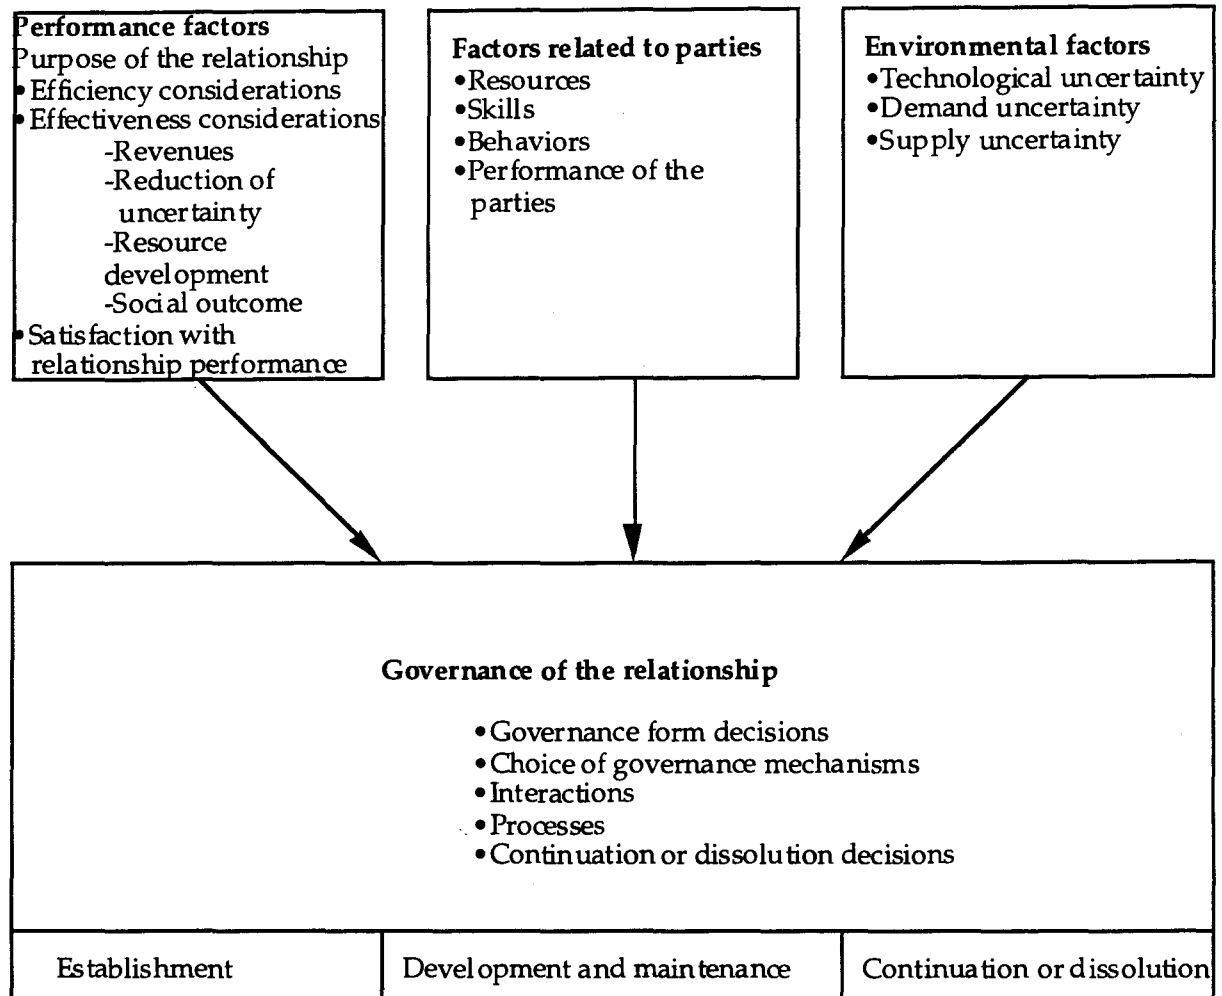 Performance factors
Purpose of the relationship
•Efficiency considerations
•Effectiveness considerations
-Revenues
-Reduction of
uncertainty
-Resource
development
-Social outcome
•Satisfaction with
relationship performance
Factors related to parties
•Resources
•Skills
•Behaviors
•Performance of the
parties
Environmental factors
•Technological uncertainty
•Demand uncertainty
•Supply uncertainty
Governance of the relationship
•Governance form decisions
•Choice of governance mechanisms
•Interactions
•Processes
•Continuation or dissolution decisions
Establishment
Development and maintenance
Continuation or dissolution